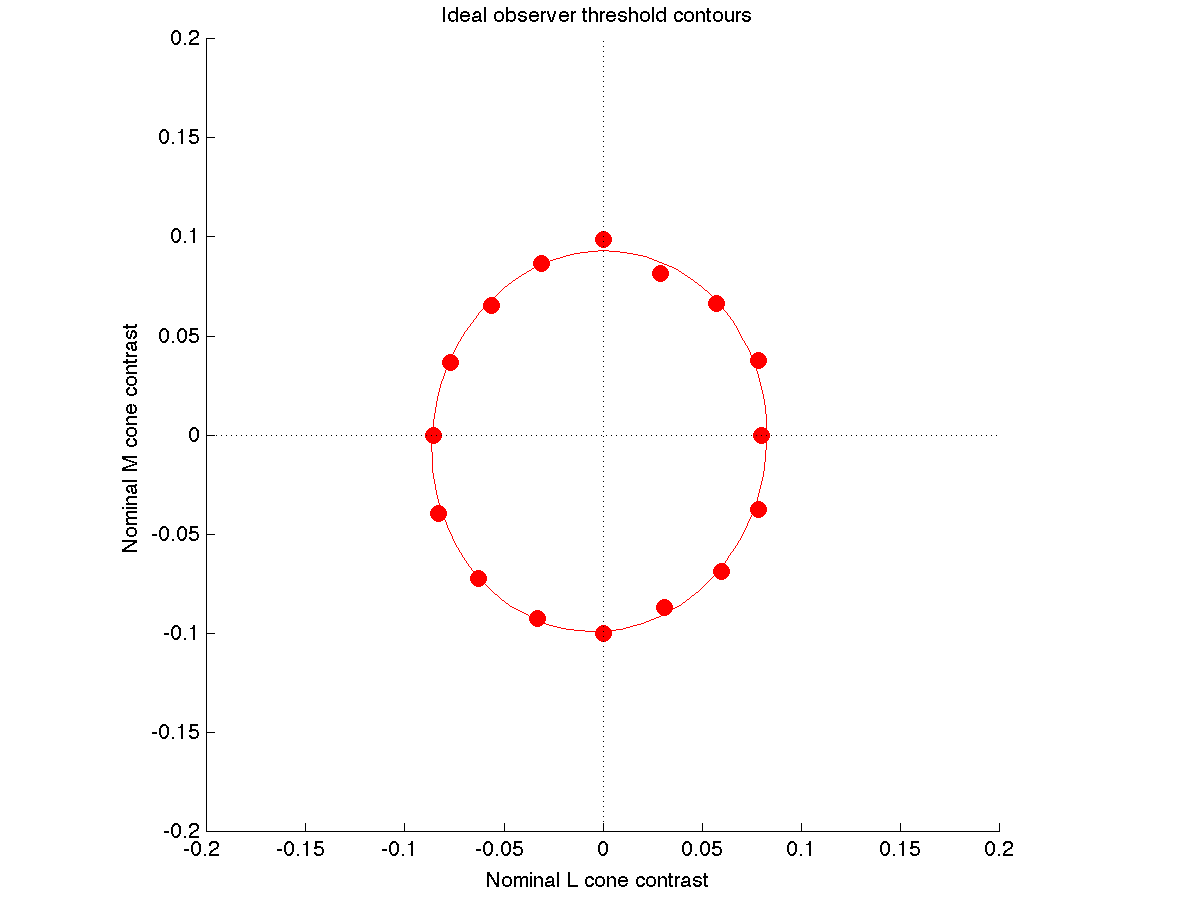 Ideal observer threshold contours
0.2
0.15
0.1
0.05
0
-0.05
-0.1
-0.15
-0.2
Nominal M cone contrast
-0.2 -0.15 -0.1 -0.05 0 0.05 0.1 0.15 0.2
Nominal L cone contrast